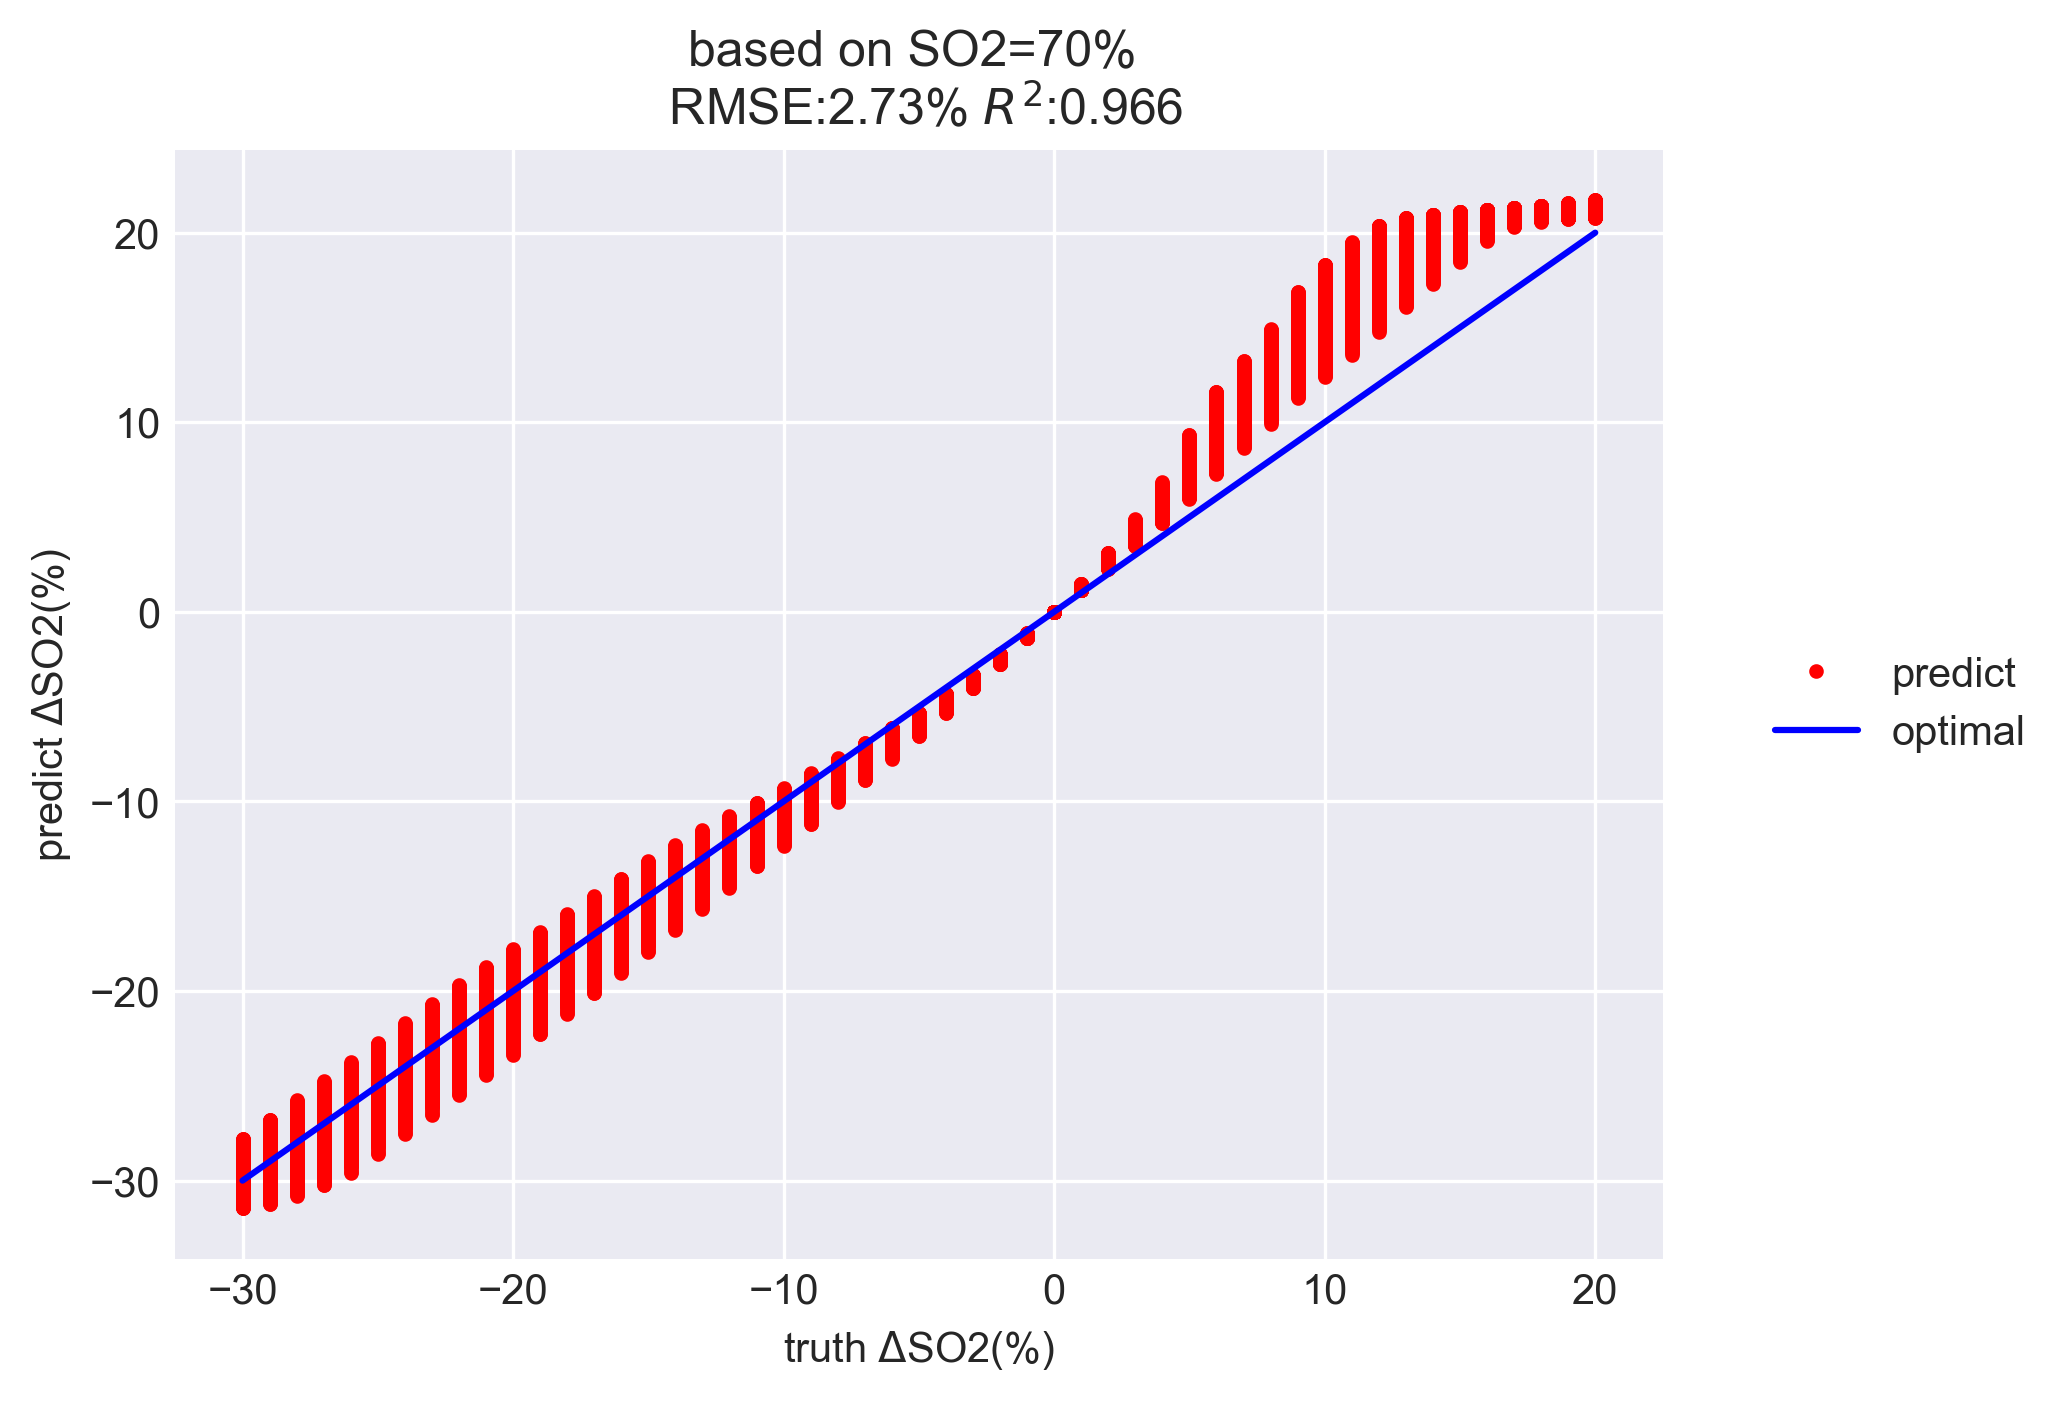 based on SO2=70%
RMSE:2.73% R²:0.966
predict ΔSO2(%)
20
10
0
−10
−20
−30
−30
−20
−10
0
10
20
truth ΔSO2(%)
predict
optimal